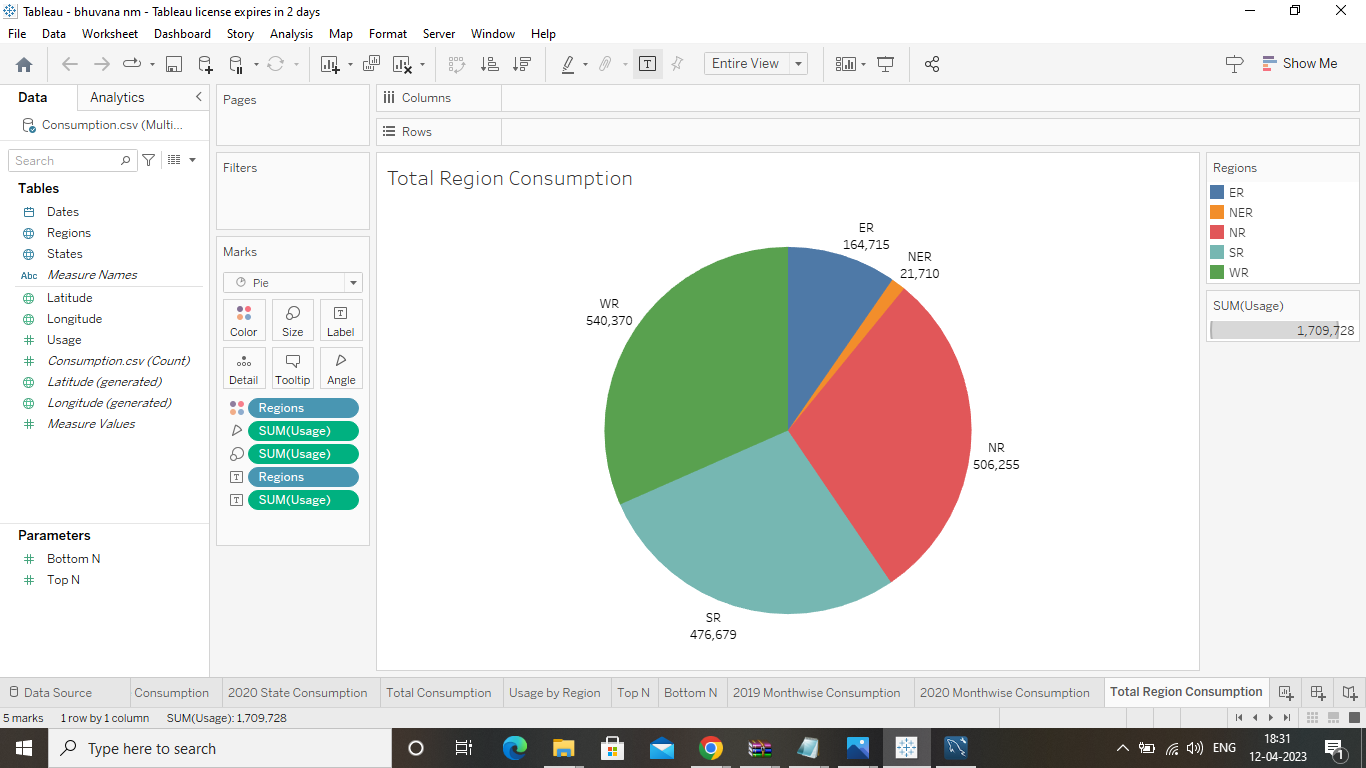 Tableau - bhuvana nm - Tableau license expires in 2 days
File Data Worksheet Dashboard Story Analysis Map Format Server Window Help
Entire View
Show Me
Data Analytics
Consumption.csv (Multi...
Search
Tables
Dates
Regions
States
Abc Measure Names
Latitude
Longitude
Usage
Consumption.csv (Count)
Latitude (generated)
Longitude (generated)
Measure Values
Parameters
Bottom N
Top N
Pages
Filters
Marks
Pie
Color Size Label
Detail Tooltip Angle
Regions
SUM(Usage)
SUM(Usage)
Regions
SUM(Usage)
Columns
Rows
Total Region Consumption
ER
164,715
NER
21,710
WR
540,370
NR
506,255
SR
476,679
Regions
ER
NER
NR
SR
WR
SUM(Usage)
1,709,728
Data Source Consumption 2020 State Consumption Total Consumption Usage by Region Top N Bottom N 2019 Monthwise Consumption 2020 Monthwise Consumption Total Region Consumption
5 marks 1 row by 1 column SUM(Usage): 1,709,728
Type here to search
ENG
18:31
12-04-2023
1